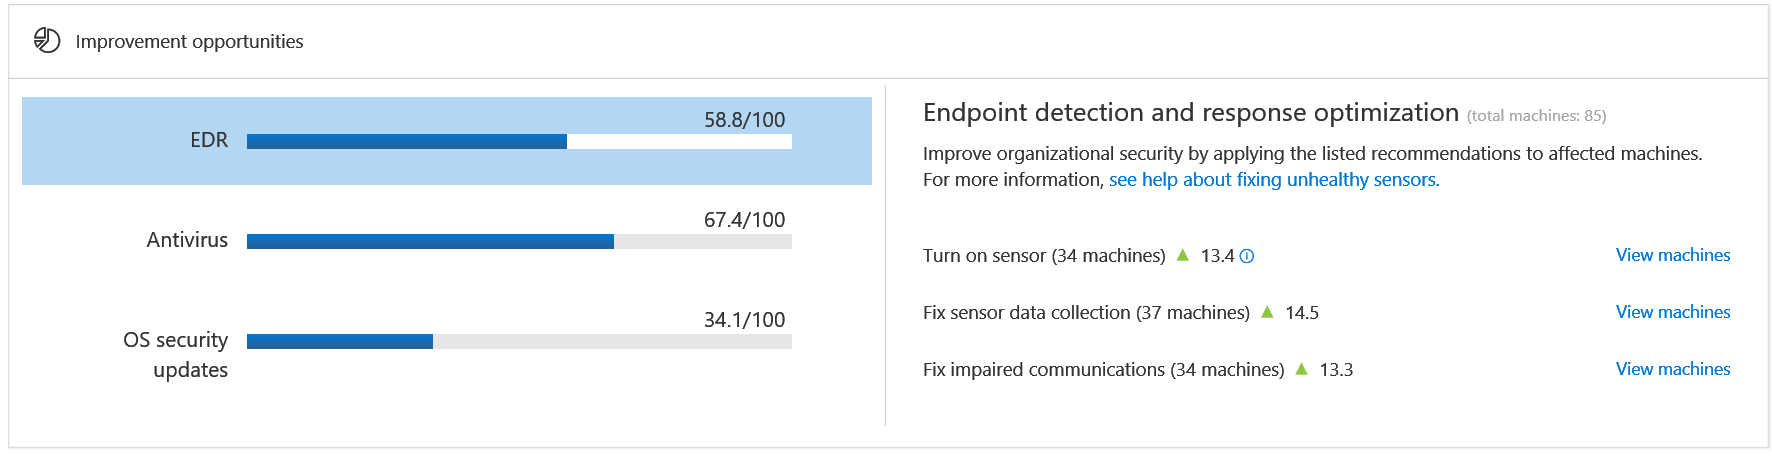 Improvement opportunities
EDR
58.8/100
Antivirus
67.4/100
OS security
updates
34.1/100
Endpoint detection and response optimization (total machines: 85)
Improve organizational security by applying the listed recommendations to affected machines.
For more information, see help about fixing unhealthy sensors.
Turn on sensor (34 machines) ▲ 13.4 View machines
Fix sensor data collection (37 machines) ▲ 14.5 View machines
Fix impaired communications (34 machines) ▲ 13.3 View machines